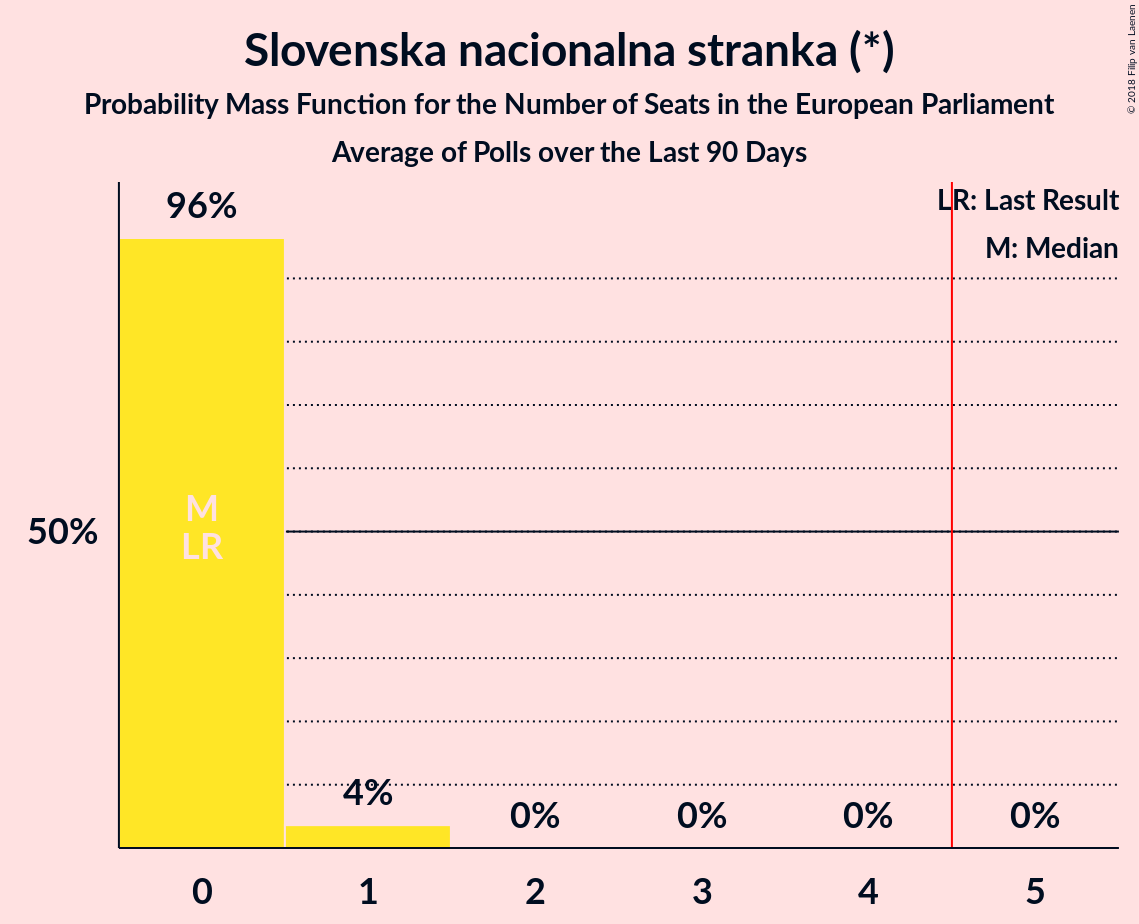 Slovenska nacionalna stranka (*)
Probability Mass Function for the Number of Seats in the European Parliament
Average of Polls over the Last 90 Days
© 2018 Filip van Laenen
LR: Last Result
M: Median
96%
M
LR
50%
4%
0%
0%
0%
0%
0
1
2
3
4
5